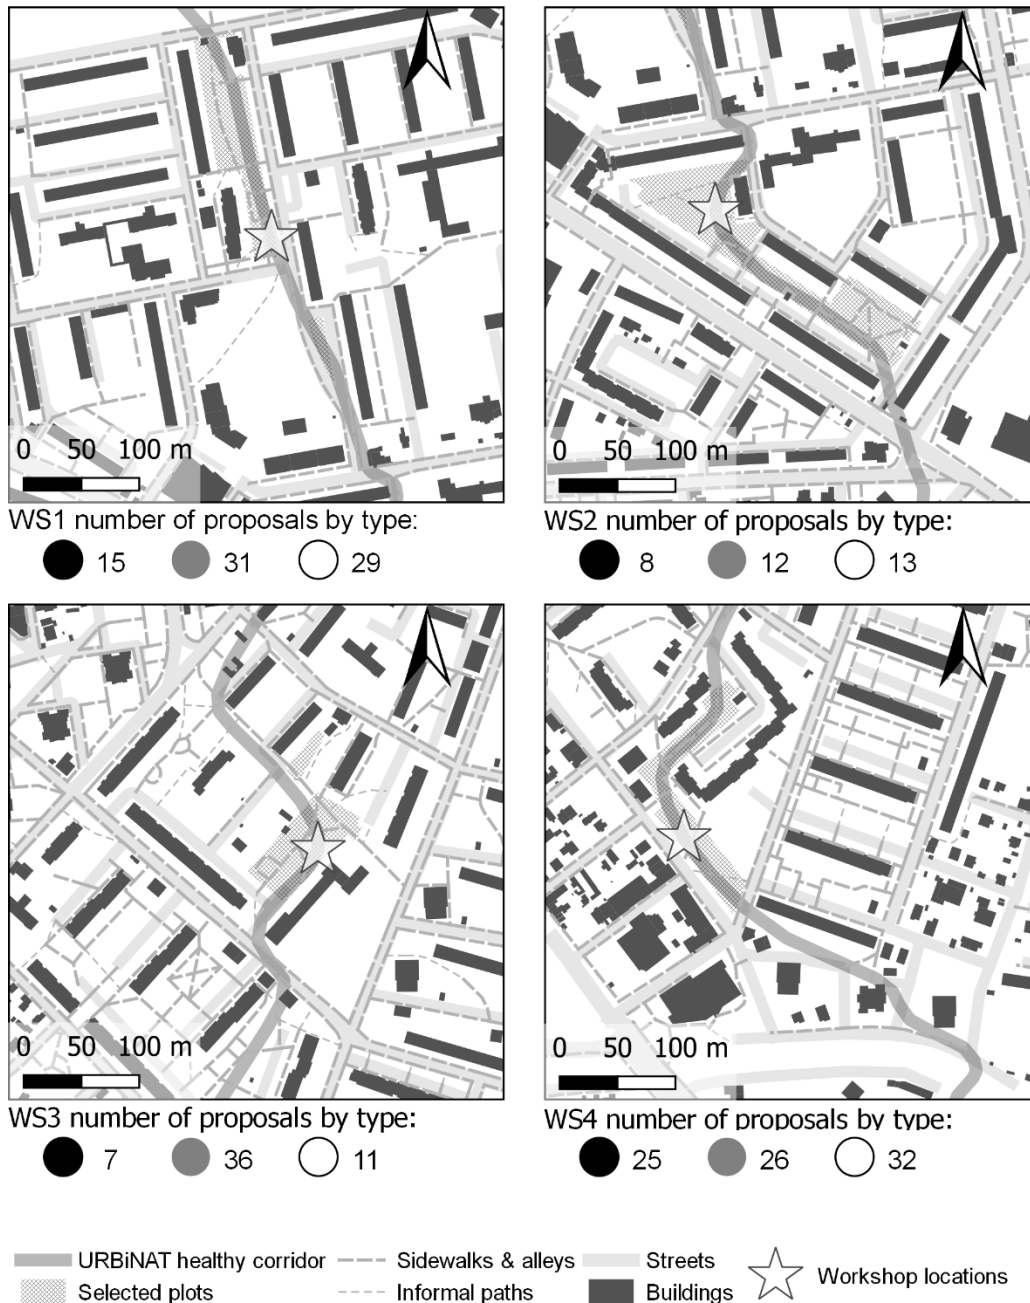 0 50 100 m
0 50 100 m
WS1 number of proposals by type:
15 31 29
WS2 number of proposals by type:
8 12 13
0 50 100 m
0 50 100 m
WS3 number of proposals by type:
7 36 11
WS4 number of proposals by type:
25 26 32
URBiNAT healthy corridor Sidewalks & alleys Streets
Workshop locations
Selected plots Informal paths Buildings